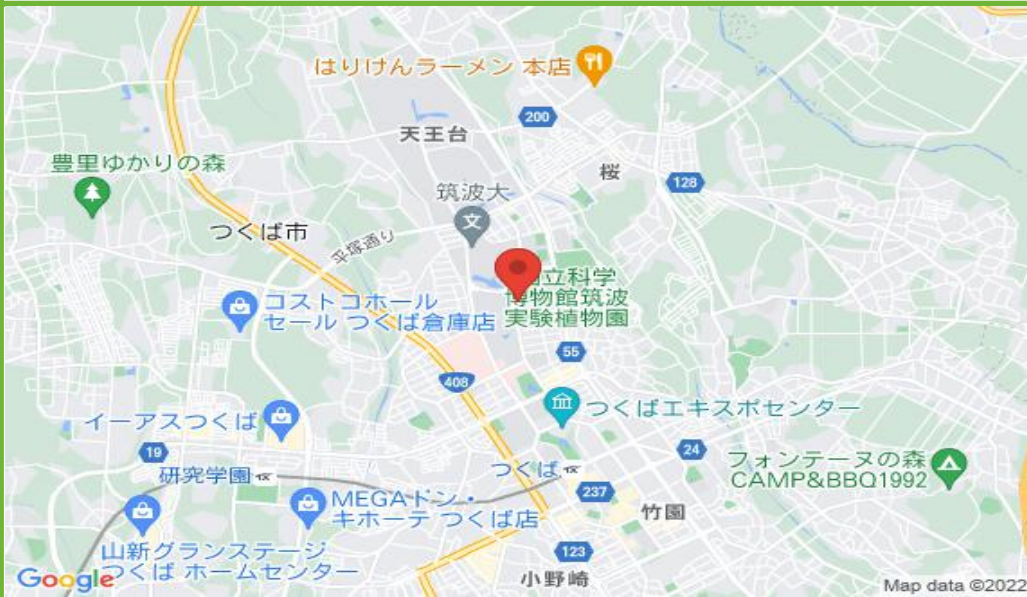 はりけんラーメン 本店
200
天王台
豊里ゆかりの森
桜
128
筑波大
文
つくば市
平塚通り
立科学
博物館筑波
実験植物園
コストコホール
セール つくば倉庫店
55
408
つくばエキスポセンター
イーアスつくば
19
24
研究学園
つくば
フォンテーヌの森
CAMP&BBQ1992
237
MEGAドン・
キホーテ つくば店
竹園
山新グランステージ
つくば ホームセンター
123
小野崎
Google
Map data ©2022